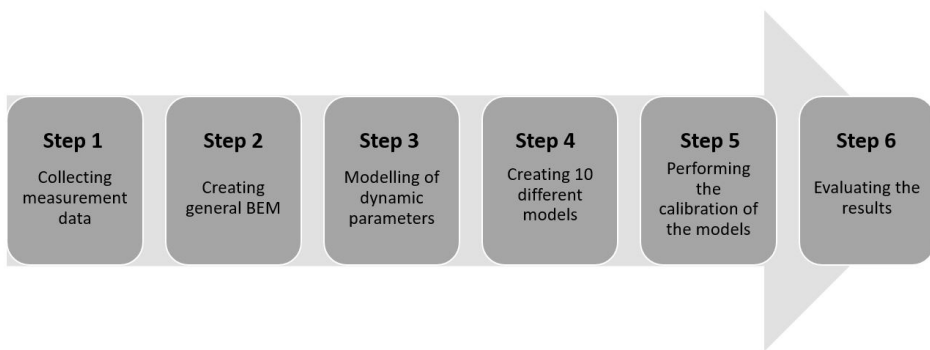 Step 1
Collecting
measurement
data
Step 2
Creating
general BEM
Step 3
Modelling of
dynamic
parameters
Step 4
Creating 10
different
models
Step 5
Performing
the
calibration of
the models
Step 6
Evaluating the
results